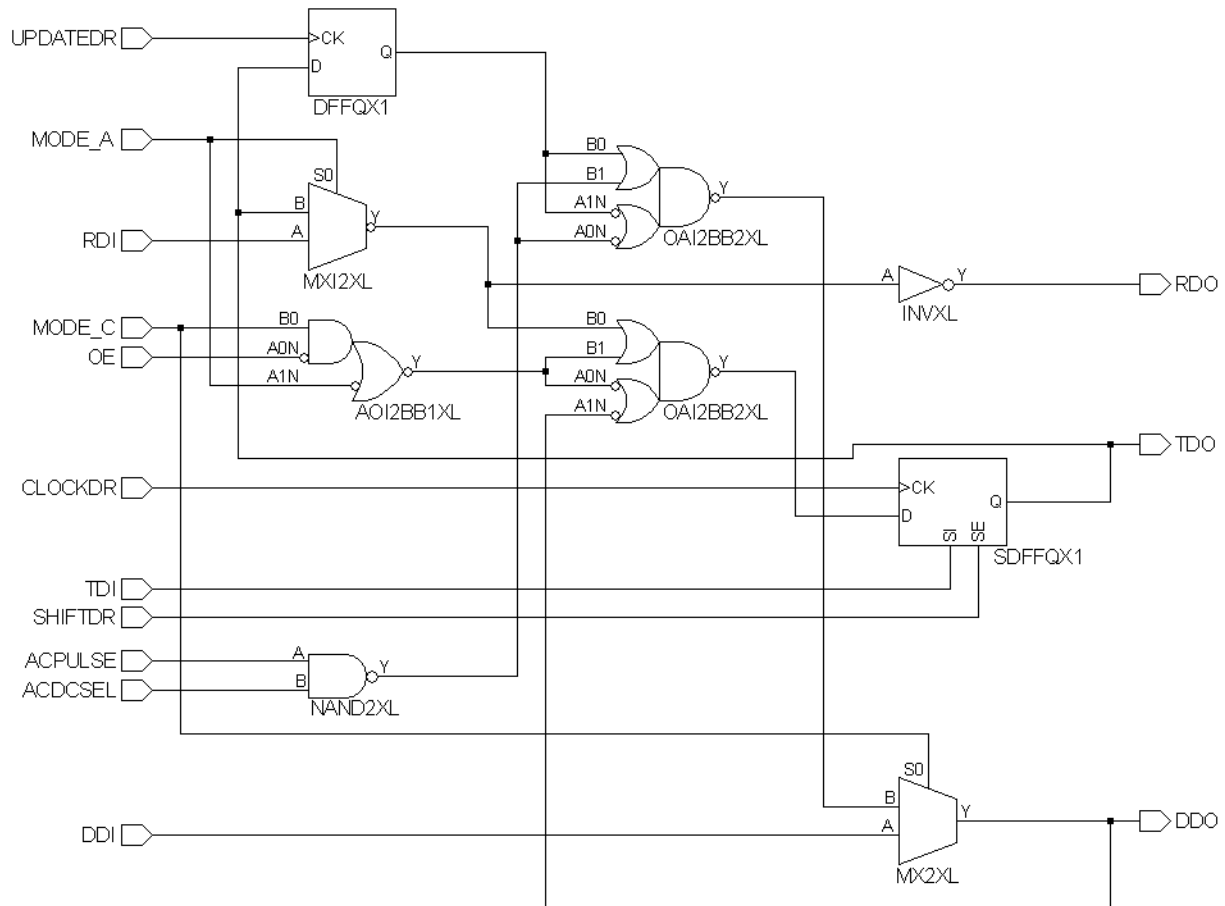 UPDATEDR
CK
Q
D
DFFQX1
MODE_A
S0
B0
B1
Y
B
Y
A1N
A
A0N
RDI
OAI2BB2XL
MXI2XL
A
Y
RDO
INVXL
MODE_C
B0
B0
OE
A0N
Y
B1
Y
A1N
A0N
AOI2BB1XL
A1N
OAI2BB2XL
TDO
CLOCKDR
CK
Q
D
SI
SE
SDFFQX1
TDI
SHIFTDR
ACPULSE
A
Y
ACDCSEL
B
NAND2XL
S0
B
Y
A
DDI
DDO
MX2XL